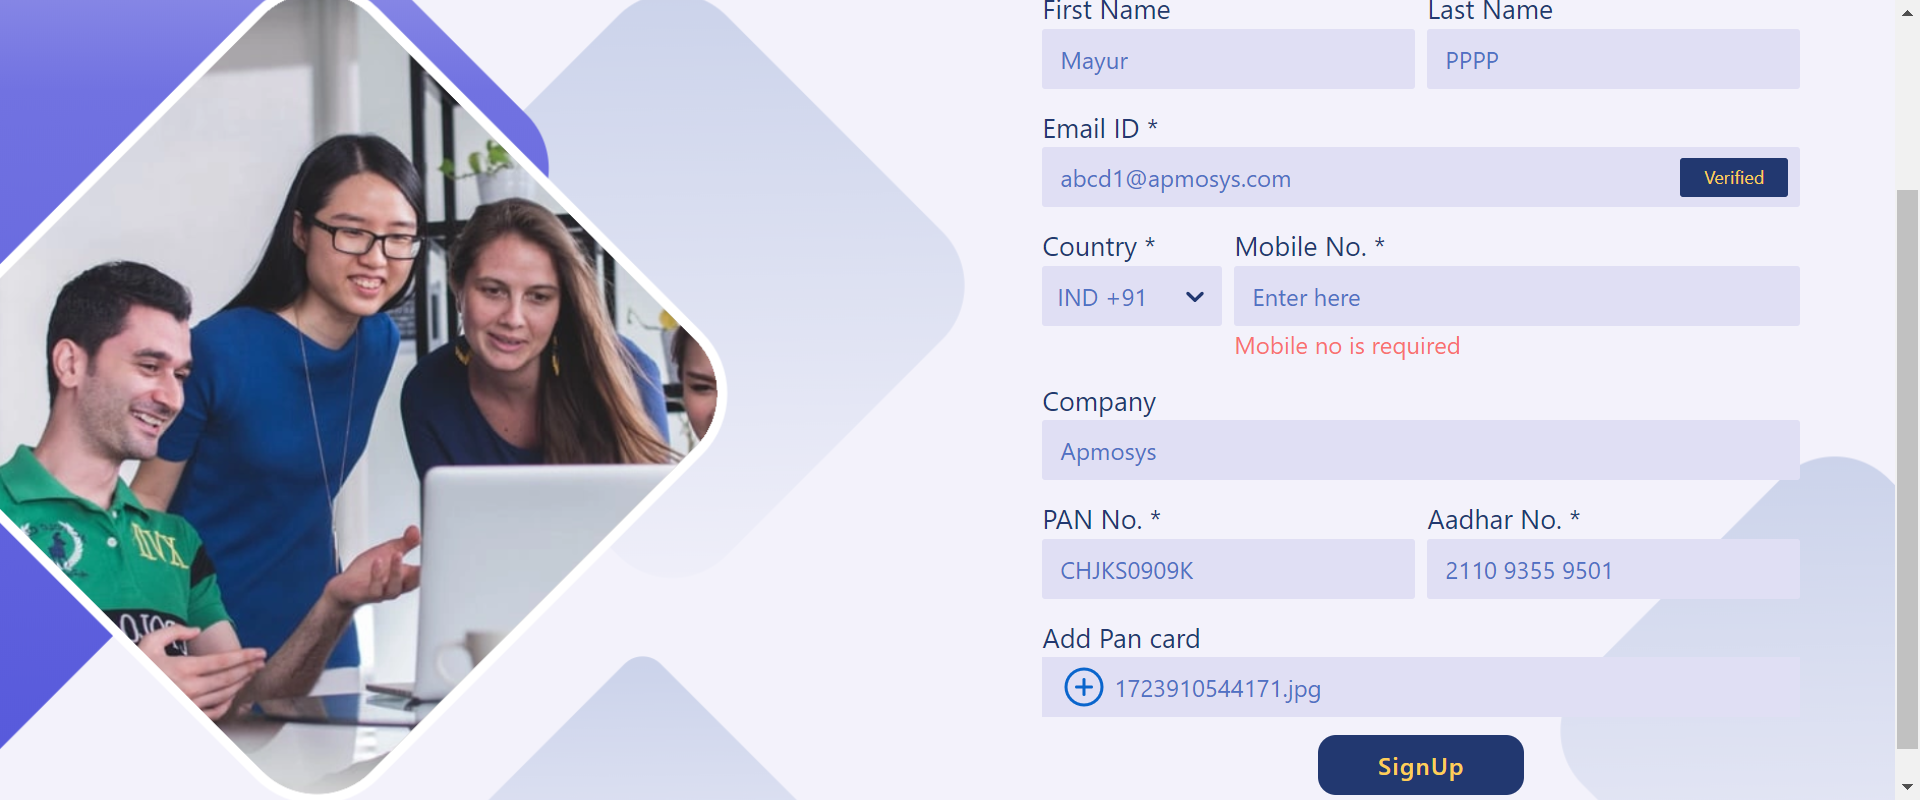 First Name Last Name
Mayur PPPP
Email ID *
abcd1@apmosys.com Verified
Country * Mobile No. *
IND +91 Enter here
Mobile no is required
Company
Apmosys
PAN No. * Aadhar No. *
CHJKS0909K 2110 9355 9501
Add Pan card
1723910544171.jpg
SignUp